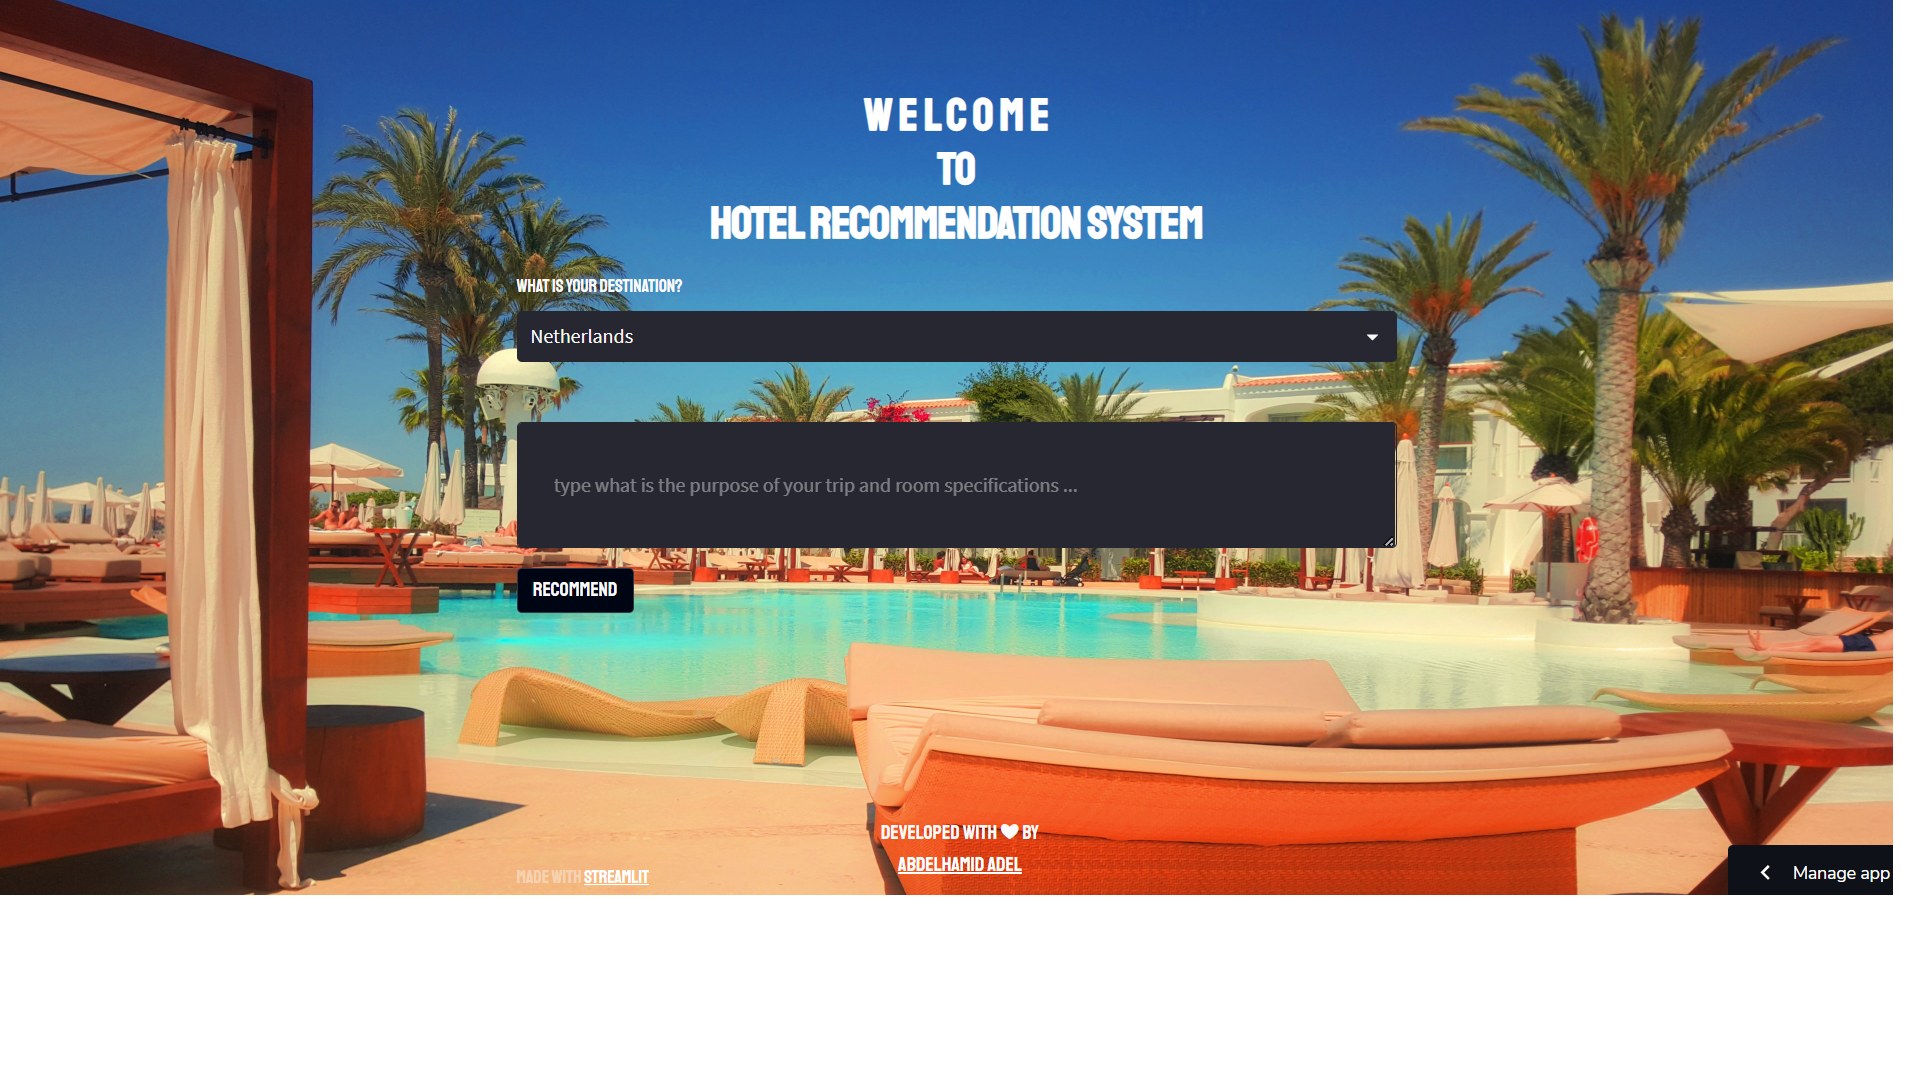 WELCOME
TO
HOTEL RECOMMENDATION SYSTEM
WHAT IS YOUR DESTINATION?
Netherlands
type what is the purpose of your trip and room specifications ...
RECOMMEND
DEVELOPED WITH ❤ BY
ABDELHAMID ADEL
MADE WITH STREAMLIT
Manage app